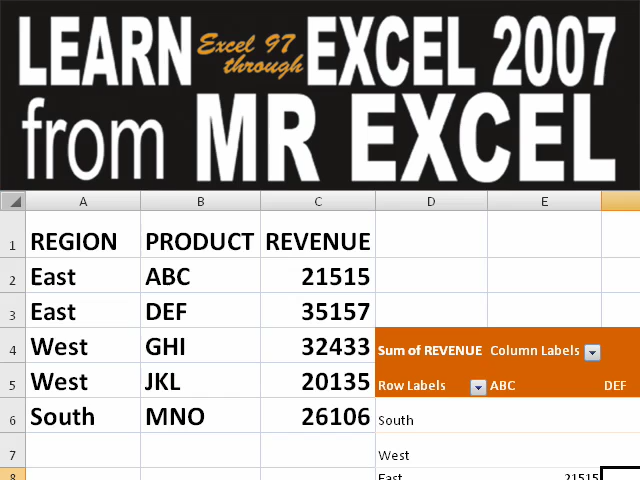 LEARN Excel 97 through EXCEL 2007
from MR EXCEL
A B C D E
1 REGION PRODUCT REVENUE
2 East ABC 21515
3 East DEF 35157
4 West GHI 32433 Sum of REVENUE Column Labels
5 West JKL 20135 Row Labels ABC DEF
6 South MNO 26106 South
7 West
8 East 21515